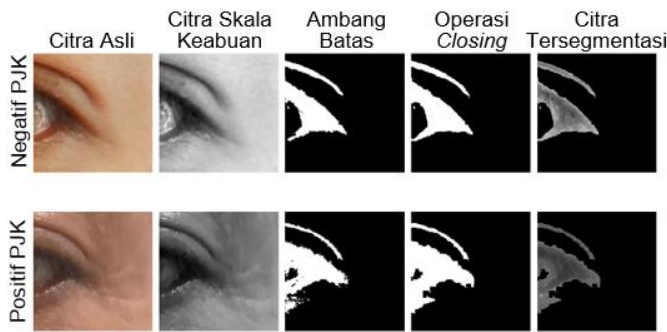 Citra Asli
Citra Skala
Keabuan
Ambang
Batas
Operasi
Closing
Citra
Tersegmentasi
Negatif PJK
Positif PJK